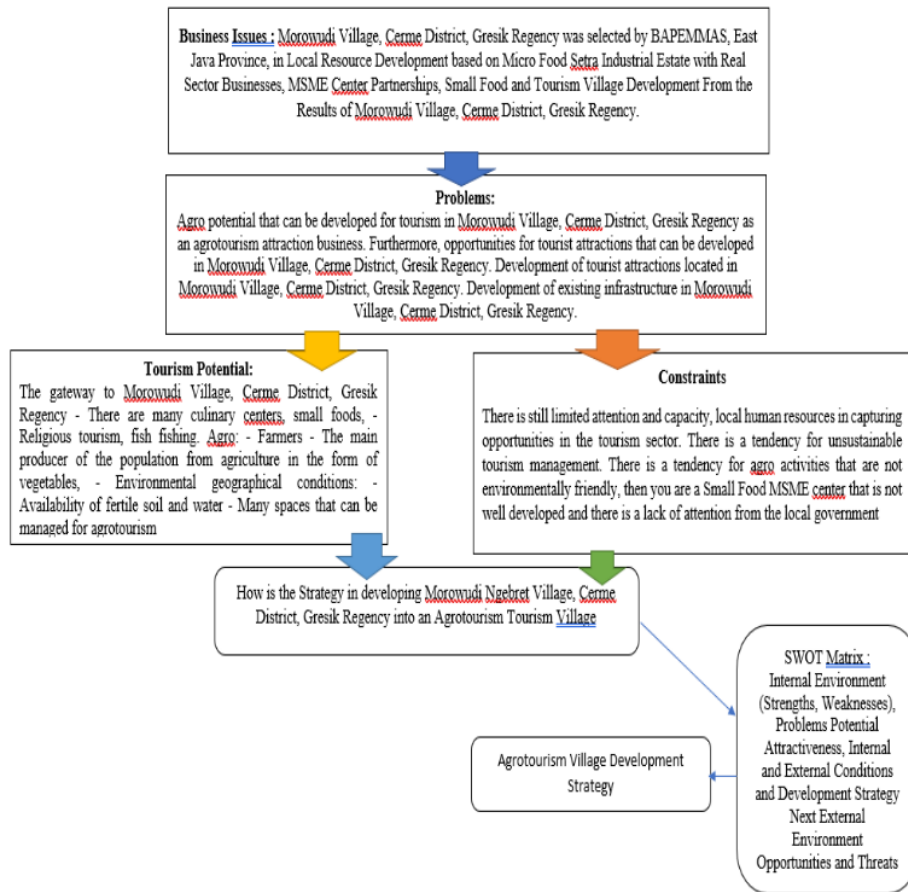 Business Issues : Morowudi Village, Cerme District, Gresik Regency was selected by BAPEMMAS, East
Java Province, in Local Resource Development based on Micro Food Setra Industrial Estate with Real
Sector Businesses, MSME Center Partnerships, Small Food and Tourism Village Development From the
Results of Morowudi Village, Cerme District, Gresik Regency.
Problems:
Agro potential that can be developed for tourism in Morowudi Village, Cerme District, Gresik Regency as
an agrotourism attraction business. Furthermore, opportunities for tourist attractions that can be developed
in Morowudi Village, Cerme District, Gresik Regency. Development of tourist attractions located in
Morowudi Village, Cerme District, Gresik Regency. Development of existing infrastructure in Morowudi
Village, Cerme District, Gresik Regency.
Tourism Potential:
The gateway to Morowudi Village, Cerme District, Gresik
Regency - There are many culinary centers, small foods, -
Religious tourism, fish fishing. Agro: - Farmers - The main
producer of the population from agriculture in the form of
vegetables, - Environmental geographical conditions: -
Availability of fertile soil and water - Many spaces that can be
managed for agrotourism
Constraints
There is still limited attention and capacity, local human resources in capturing
opportunities in the tourism sector. There is a tendency for unsustainable
tourism management. There is a tendency for agro activities that are not
environmentally friendly, then you are a Small Food MSME center that is not
well developed and there is a lack of attention from the local government
How is the Strategy in developing Morowudi Ngebret Village, Cerme
District, Gresik Regency into an Agrotourism Tourism Village
SWOT Matrix :
Internal Environment
(Strengths, Weaknesses),
Problems Potential
Attractiveness, Internal
and External Conditions
and Development Strategy
Next External
Environment
Opportunities and Threats
Agrotourism Village Development
Strategy